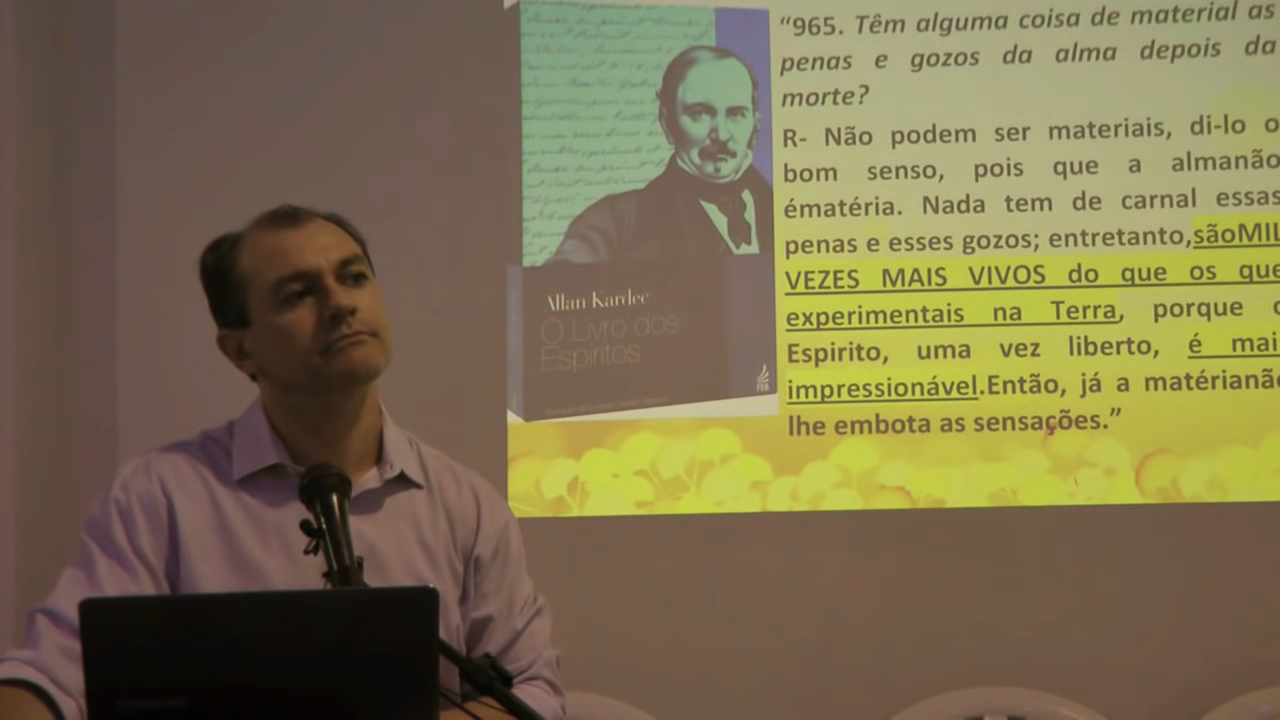 “965. Têm alguma coisa de material as
penas e gozos da alma depois da
morte?
R- Não podem ser materiais, di-lo o
bom senso, pois que a almanão
ématéria. Nada tem de carnal essas
penas e esses gozos; entretanto,sãoMIL
VEZES MAIS VIVOS do que os que
experimentais na Terra, porque o
Espirito, uma vez liberto, é mai
impressionável.Então, já a matérianão
lhe embota as sensações.”
Allan Kardec
O Livro dos
Espíritos
FEB